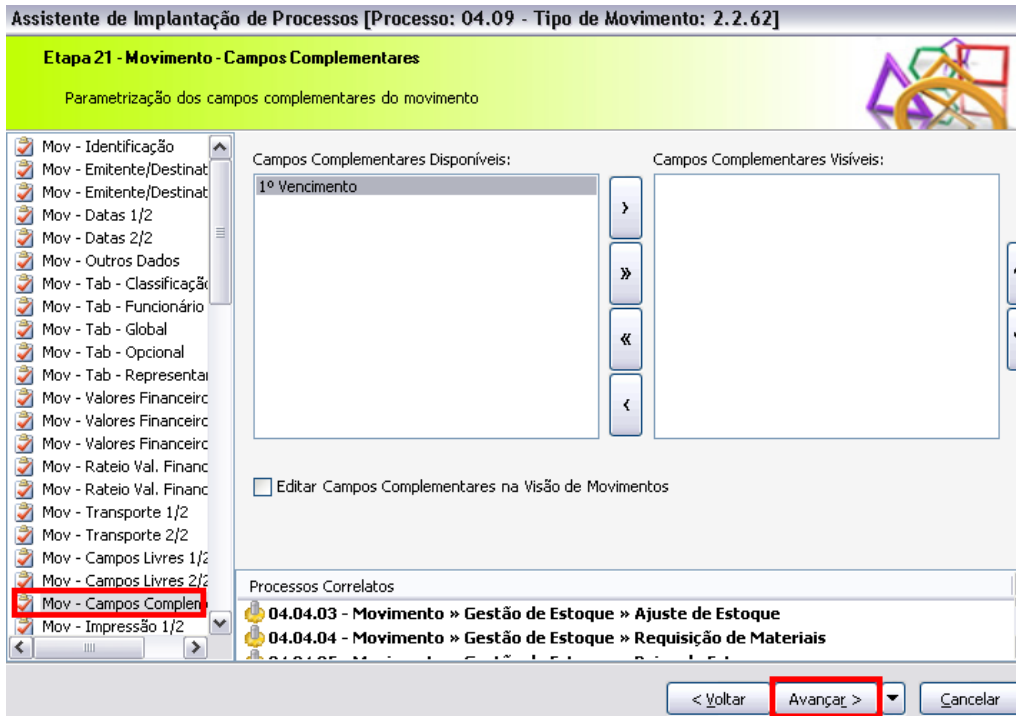 Assistente de Implantação de Processos [Processo: 04.09 - Tipo de Movimento: 2.2.62]
Etapa 21 - Movimento - Campos Complementares
Parametrização dos campos complementares do movimento
Mov - Identificação
Mov - Emitente/Destinat
Mov - Emitente/Destinat
Mov - Datas 1/2
Mov - Datas 2/2
Mov - Outros Dados
Mov - Tab - Classificaçã
Mov - Tab - Funcionário
Mov - Tab - Global
Mov - Tab - Opcional
Mov - Tab - Representa
Mov - Valores Financeiro
Mov - Valores Financeiro
Mov - Valores Financeiro
Mov - Rateio Val. Financ
Mov - Rateio Val. Financ
Mov - Transporte 1/2
Mov - Transporte 2/2
Mov - Campos Livres 1/2
Mov - Campos Livres 2/2
Mov - Campos Complem
Mov - Impressão 1/2
Campos Complementares Disponíveis:
1º Vencimento
>
»
«
<
Campos Complementares Visíveis:
Editar Campos Complementares na Visão de Movimentos
Processos Correlatos
04.04.03 - Movimento » Gestão de Estoque » Ajuste de Estoque
04.04.04 - Movimento » Gestão de Estoque » Requisição de Materiais
< Voltar
Avançar >
Cancelar